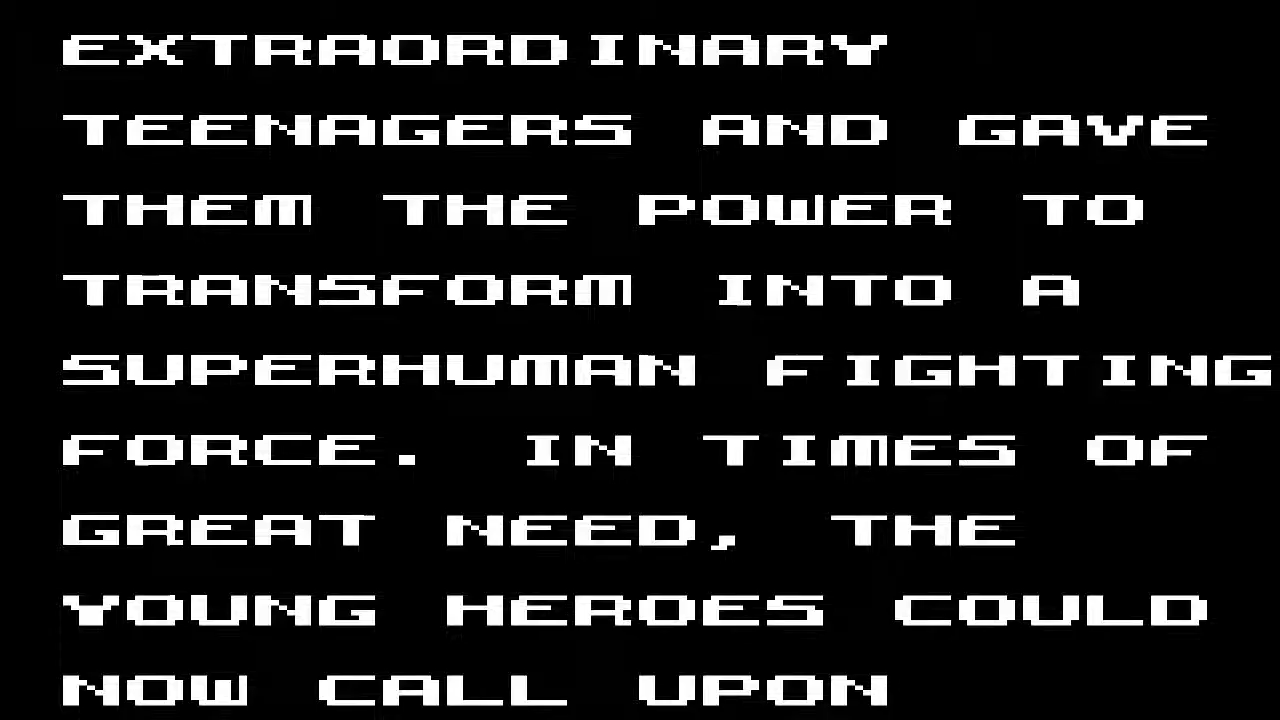 EXTRAORDINARY
TEENAGERS AND GAVE
THEM THE POWER TO
TRANSFORM INTO A
SUPERHUMAN FIGHTING
FORCE. IN TIMES OF
GREAT NEED, THE
YOUNG HEROES COULD
NOW CALL UPON